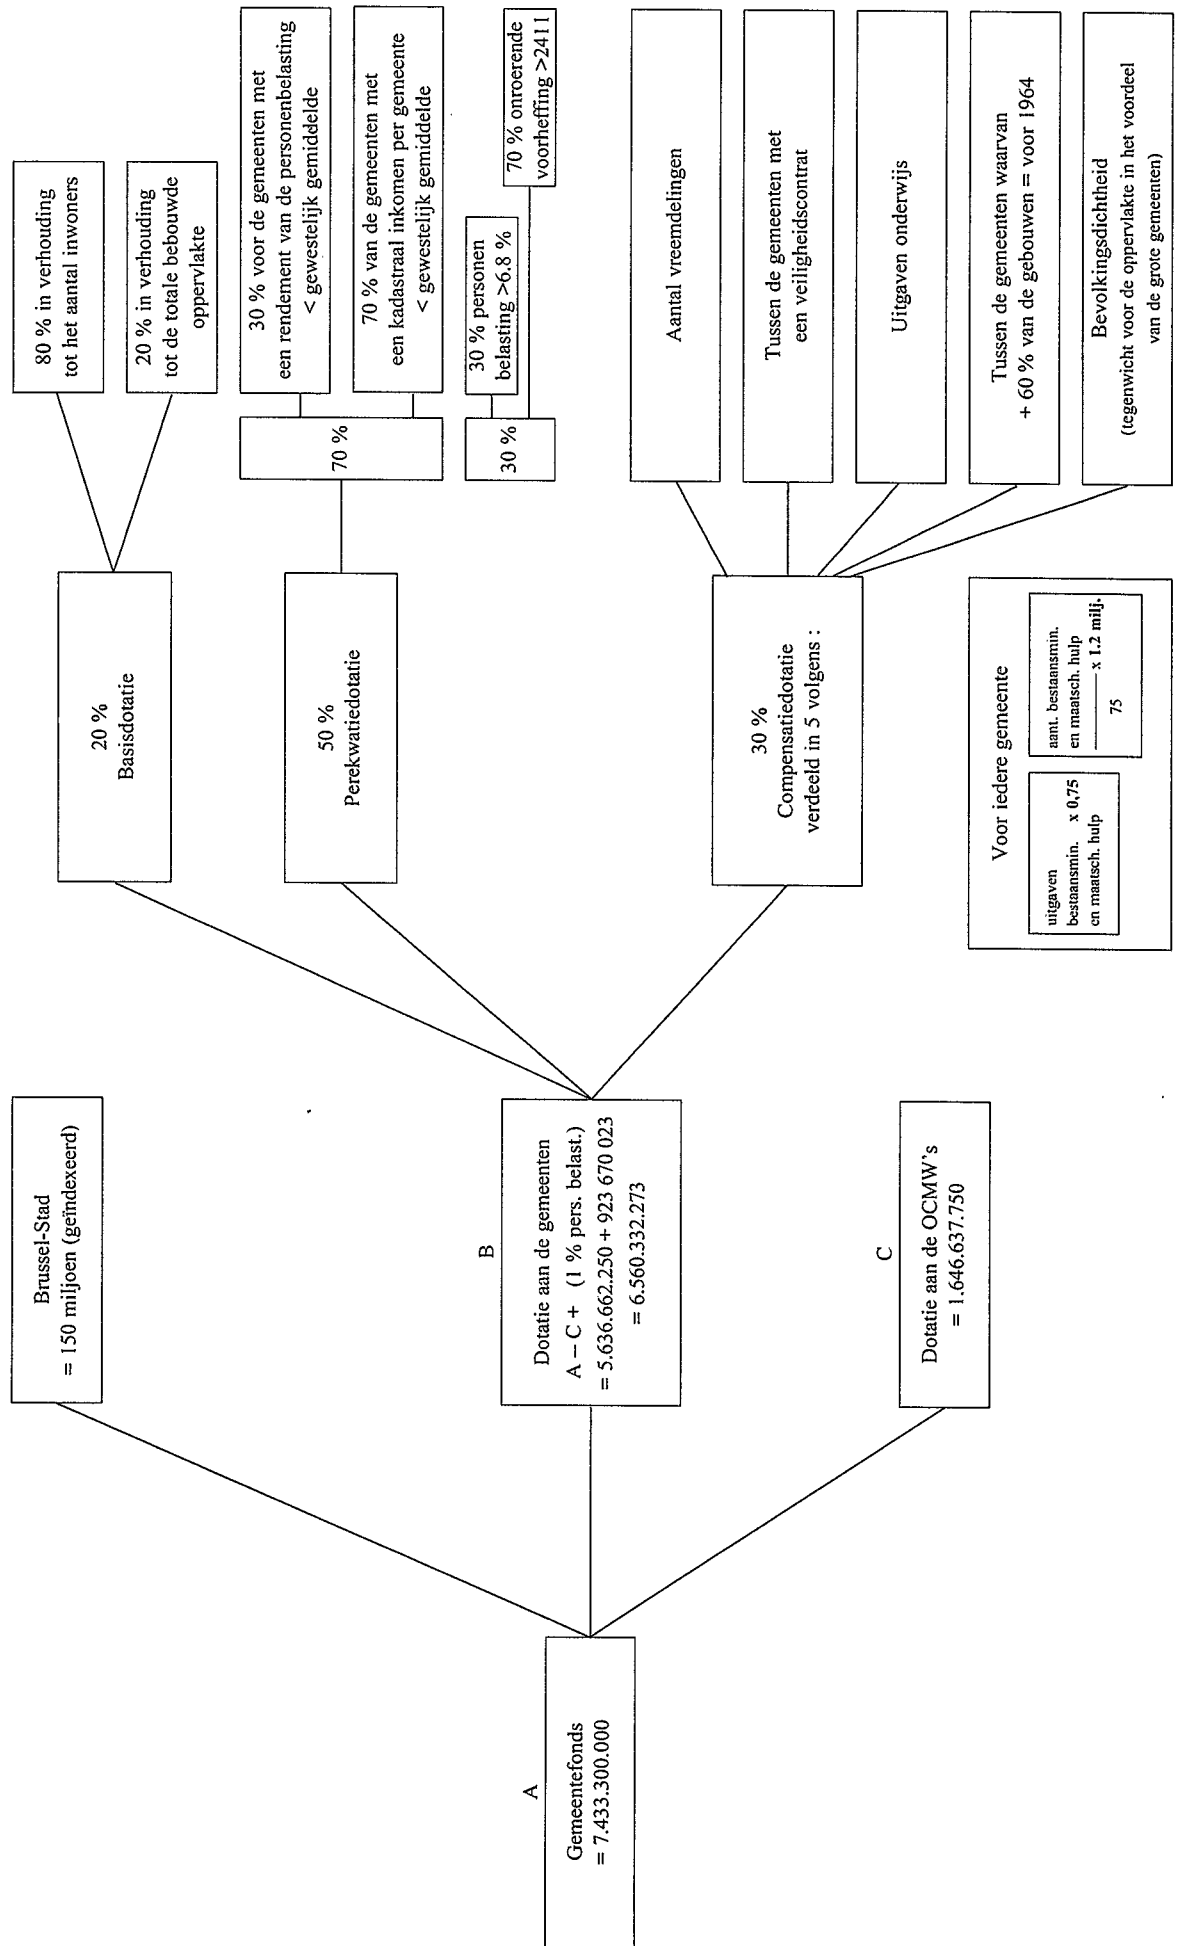 A
Gemeentefonds
= 7.433.300.000
Brussel-Stad
= 150 miljoen (geïndexeerd)
B
Dotatie aan de gemeenten
A – C + (1 % pers. belast.)
= 5.636.662.250 + 923 670 023
= 6.560.332.273
C
Dotatie aan de OCMW's
= 1.646.637.750
20 %
Basisdotatie
50 %
Perekwatiedotatie
30 %
Compensatiedotatie
verdeeld in 5 volgens :
Voor iedere gemeente
uitgaven
bestaansmin. x 0,75
en maatsch. hulp
aant. bestaansmin.
en maatsch. hulp
x 1.2 milj.
75
80 % in verhouding
tot het aantal inwoners
20 % in verhouding
tot de totale bebouwde
oppervlakte
70 %
30 % voor de gemeenten met
een rendement van de personenbelasting
< gewestelijk gemiddelde
70 % van de gemeenten met
een kadastraal inkomen per gemeente
< gewestelijk gemiddelde
30 %
30 % personen
belasting >6.8 %
70 % onroerende
voorheffing >2411
Aantal vreemdelingen
Tussen de gemeenten met
een veiligheidscontrat
Uitgaven onderwijs
Tussen de gemeenten waarvan
+ 60 % van de gebouwen = voor 1964
Bevolkingsdichtheid
(tegenwicht voor de oppervlakte in het voordeel
van de grote gemeenten)